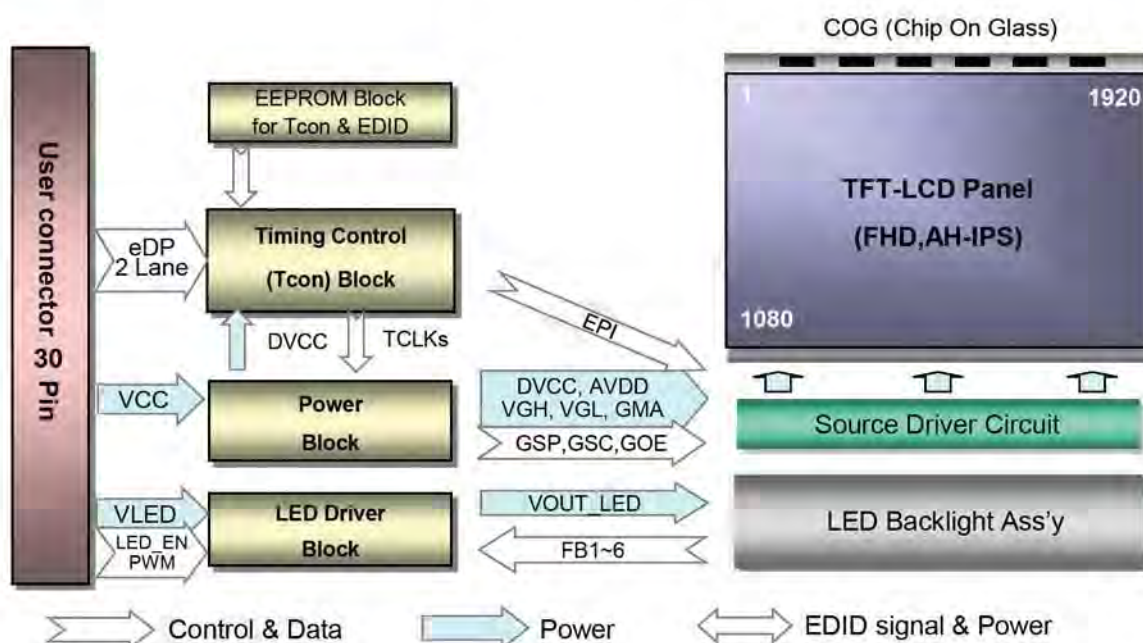 COG (Chip On Glass)
User connector 30 Pin
EEPROM Block
for Tcon & EDID
1
1920
eDP
2 Lane
Timing Control
(Tcon) Block
TFT-LCD Panel
(FHD,AH-IPS)
1080
EPI
DVCC
TCLKs
VCC
Power
Block
DVCC, AVDD
VGH, VGL, GMA
GSP,GSC,GOE
Source Driver Circuit
VLED
LED_EN
PWM
LED Driver
Block
VOUT_LED
FB1~6
LED Backlight Ass'y
Control & Data
Power
EDID signal & Power